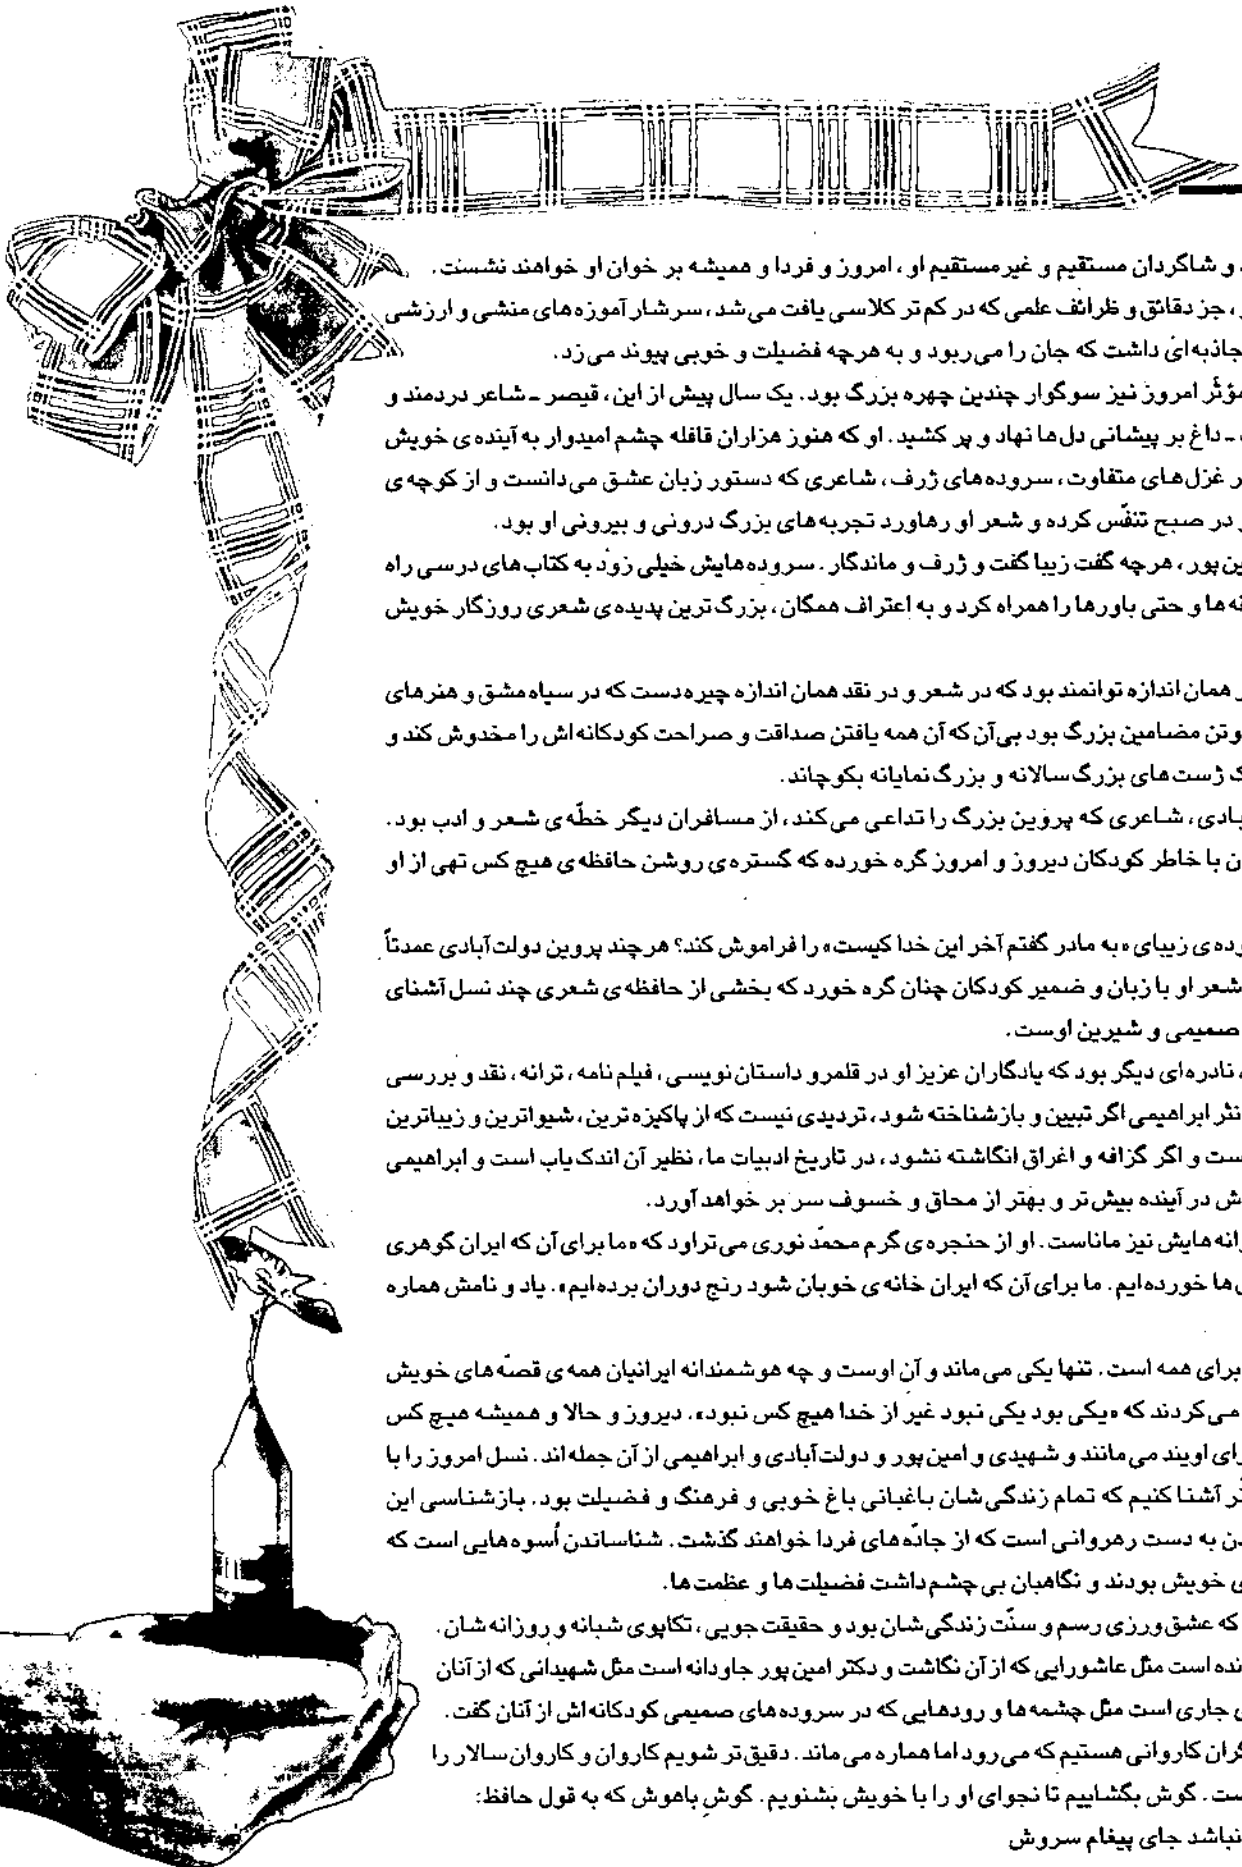 و شاگردان مستقیم و غیرمستقیم او، امروز و فردا و همیشه بر خوان او خواهند نشست.
، جز دقائق و ظرائف علمی که در کم‌تر کلاسی یافت می‌شد، سرشار آموزه‌های منشی و ارزشی
جاذبه‌ای داشت که جان را می‌ربود و به هرچه فضیلت و خوبی پیوند می‌زد.
مؤثّر امروز نیز سوگوار چندین چهره بزرگ بود. یک سال پیش از این، قیصر ـ شاعر دردمند و
ـ داغ بر پیشانی دل‌ها نهاد و پر کشید. او که هنوز هزاران قافله چشم امیدوار به آینده‌ی خویش
ر غزل‌های متفاوت، سروده‌های ژرف، شاعری که دستور زبان عشق می‌دانست و از کوچه‌ی
در صبح تنفّس کرده و شعر او رهاورد تجربه‌های بزرگ درونی و بیرونی او بود.
ین‌پور، هرچه گفت زیبا گفت و ژرف و ماندگار. سروده‌هایش خیلی زود به کتاب‌های درسی راه
قه‌ها و حتی باورها را همراه کرد و به اعتراف همگان، بزرگ‌ترین پدیده‌ی شعری روزگار خویش
ر همان اندازه توانمند بود که در شعر و در نقد همان اندازه چیره‌دست که در سیاه‌مشق و هنرهای
وتن مضامین بزرگ بود بی‌آن که آن همه یافتن صداقت و صراحت کودکانه‌اش را مخدوش کند و
ک ژست‌های بزرگ‌سالانه و بزرگ‌نمایانه بکوچاند.
بادی، شاعری که پروین بزرگ را تداعی می‌کند، از مسافران دیگر خطّه‌ی شعر و ادب بود.
ن با خاطر کودکان دیروز و امروز گره خورده که گستره‌ی روشن حافظه‌ی هیچ کس تهی از او
وده‌ی زیبای «به مادر گفتم آخر این خدا کیست» را فراموش کند؟ هرچند پروین دولت‌آبادی عمدتاً
شعر او با زبان و ضمیر کودکان چنان گره خورد که بخشی از حافظه‌ی شعری چند نسل آشنای
صمیمی و شیرین اوست.
، نادره‌ای دیگر بود که یادگاران عزیز او در قلمرو داستان‌نویسی، فیلم‌نامه، ترانه، نقد و بررسی
نثر ابراهیمی اگر تبیین و بازشناخته شود، تردیدی نیست که از پاکیزه‌ترین، شیواترین و زیباترین
ست و اگر گزافه و اغراق انگاشته نشود، در تاریخ ادبیات ما، نظیر آن اندک‌یاب است و ابراهیمی
ش در آینده بیش‌تر و بهتر از محاق و خسوف سر بر خواهد آورد.
انه‌هایش نیز ماناست. او از حنجره‌ی گرم محمّد نوری می‌تراود که «ما برای آن که ایران گوهری
ی‌ها خورده‌ایم. ما برای آن که ایران خانه‌ی خوبان شود رنج دوران برده‌ایم». یاد و نامش هماره
برای همه است. تنها یکی می‌ماند و آن اوست و چه هوشمندانه ایرانیان همه‌ی قصّه‌های خویش
می‌کردند که «یکی بود یکی نبود غیر از خدا هیچ کس نبود». دیروز و حالا و همیشه هیچ کس
رای اویند می‌مانند و شهیدی و امین‌پور و دولت‌آبادی و ابراهیمی از آن جمله‌اند. نسل امروز را با
ثر آشنا کنیم که تمام زندگی‌شان باغبانی باغ خوبی و فرهنگ و فضیلت بود. بازشناسی این
دن به دست رهروانی است که از جادّه‌های فردا خواهند گذشت. شناساندن اُسوه‌هایی است که
ی خویش بودند و نگاهبان بی‌چشم‌داشت فضیلت‌ها و عظمت‌ها.
که عشق‌ورزی رسم و سنّت زندگی‌شان بود و حقیقت‌جویی، تکاپوی شبانه و روزانه‌شان.
نده است مثل عاشورایی که از آن نگاشت و دکتر امین‌پور جاودانه است مثل شهیدانی که از آنان
ی جاری است مثل چشمه‌ها و رودهایی که در سروده‌های صمیمی کودکانه‌اش از آنان گفت.
گران کاروانی هستیم که می‌رود اما هماره می‌ماند. دقیق‌تر شویم کاروان و کاروان‌سالار را
ست. گوش بگشاییم تا نجوای او را با خویش بشنویم. گوشِ باهوش که به قول حافظ:
نباشد جای پیغام سروش